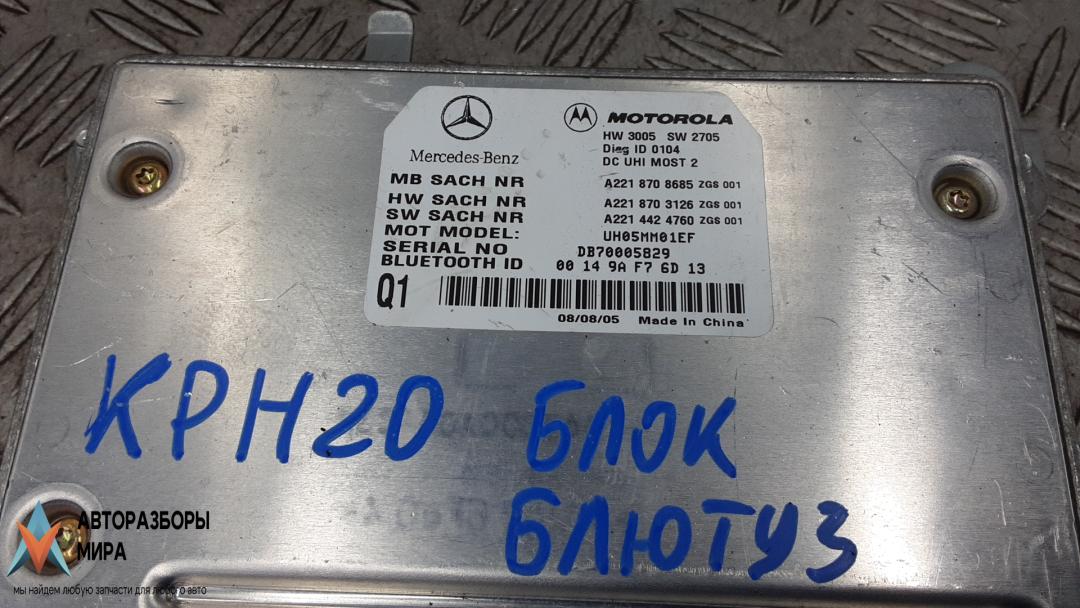 Mercedes-Benz
MOTOROLA
HW 3005 SW 2705
Diag ID 0104
DC UHI MOST 2
MB SACH NR A221 870 8685 ZGS 001
HW SACH NR A221 870 3126 ZGS 001
SW SACH NR A221 442 4760 ZGS 001
MOT MODEL: UH05MM01EF
SERIAL NO DB70005829
BLUETOOTH ID 00 14 9A F7 6D 13
Q1
08/08/05 Made In China
КРН20 БЛОК
БЛЮТУЗ
АВТОРАЗБОРЫ
МИРА
мы найдем любую запчасти для любого авто